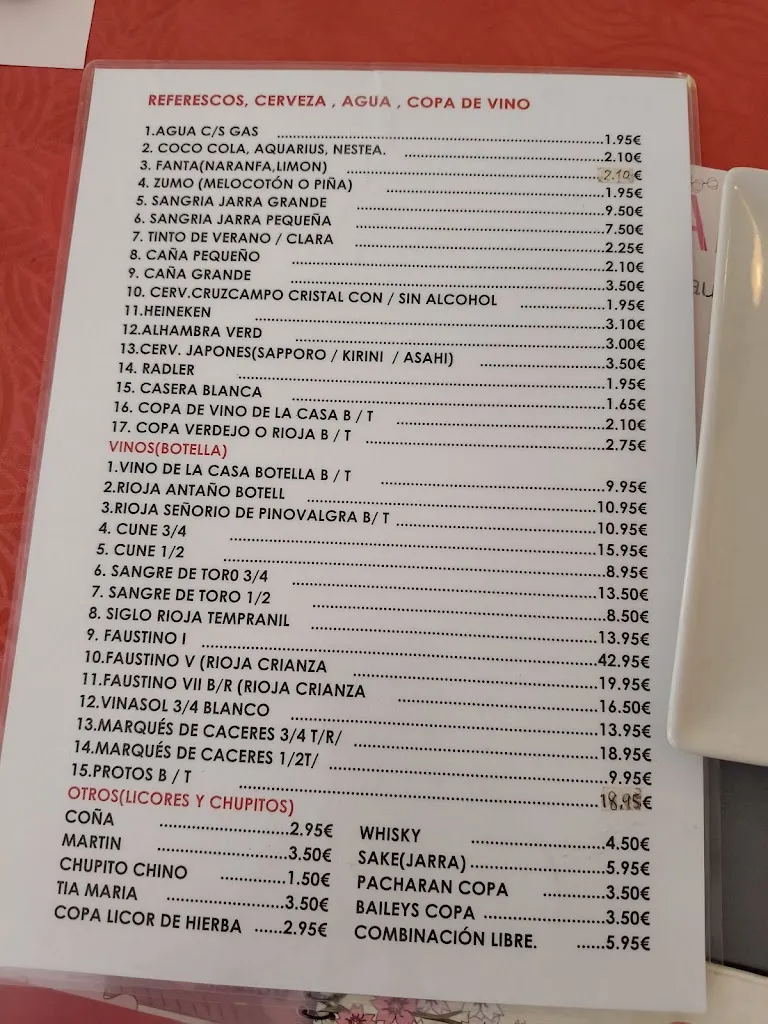 REFERESCOS, CERVEZA , AGUA , COPA DE VINO
1.AGUA C/S GAS 1.95€
2. COCO COLA, AQUARIUS, NESTEA. 2.10€
3. FANTA(NARANFA,LIMON) 2.10€
4. ZUMO (MELOCOTÓN O PIÑA) 1.95€
5. SANGRIA JARRA GRANDE 9.50€
6. SANGRIA JARRA PEQUEÑA 7.50€
7. TINTO DE VERANO / CLARA 2.25€
8. CAÑA PEQUEÑO 2.10€
9. CAÑA GRANDE 3.50€
10. CERV.CRUZCAMPO CRISTAL CON / SIN ALCOHOL 1.95€
11.HEINEKEN 3.10€
12.ALHAMBRA VERD 3.00€
13.CERV. JAPONES(SAPPORO / KIRINI / ASAHI) 3.50€
14. RADLER 1.95€
15. CASERA BLANCA 1.65€
16. COPA DE VINO DE LA CASA B / T 2.10€
17. COPA VERDEJO O RIOJA B / T 2.75€
VINOS(BOTELLA)
1.VINO DE LA CASA BOTELLA B / T 9.95€
2.RIOJA ANTAÑO BOTELL 10.95€
3.RIOJA SEÑORIO DE PINOVALGRA B/ T 10.95€
4. CUNE 3/4 15.95€
5. CUNE 1/2 8.95€
6. SANGRE DE TOR0 3/4 13.50€
7. SANGRE DE TORO 1/2 8.50€
8. SIGLO RIOJA TEMPRANIL 13.95€
9. FAUSTINO I 42.95€
10.FAUSTINO V (RIOJA CRIANZA 19.95€
11.FAUSTINO VII B/R (RIOJA CRIANZA 16.50€
12.VINASOL 3/4 BLANCO 13.95€
13.MARQUÉS DE CACERES 3/4 T/R/ 18.95€
14.MARQUÉS DE CACERES 1/2T/ 9.95€
15.PROTOS B / T €
OTROS(LICORES Y CHUPITOS)
COÑA 2.95€
MARTIN 3.50€
CHUPITO CHINO 1.50€
TIA MARIA 3.50€
COPA LICOR DE HIERBA 2.95€
WHISKY 4.50€
SAKE(JARRA) 5.95€
PACHARAN COPA 3.50€
BAILEYS COPA 3.50€
COMBINACIÓN LIBRE. 5.95€